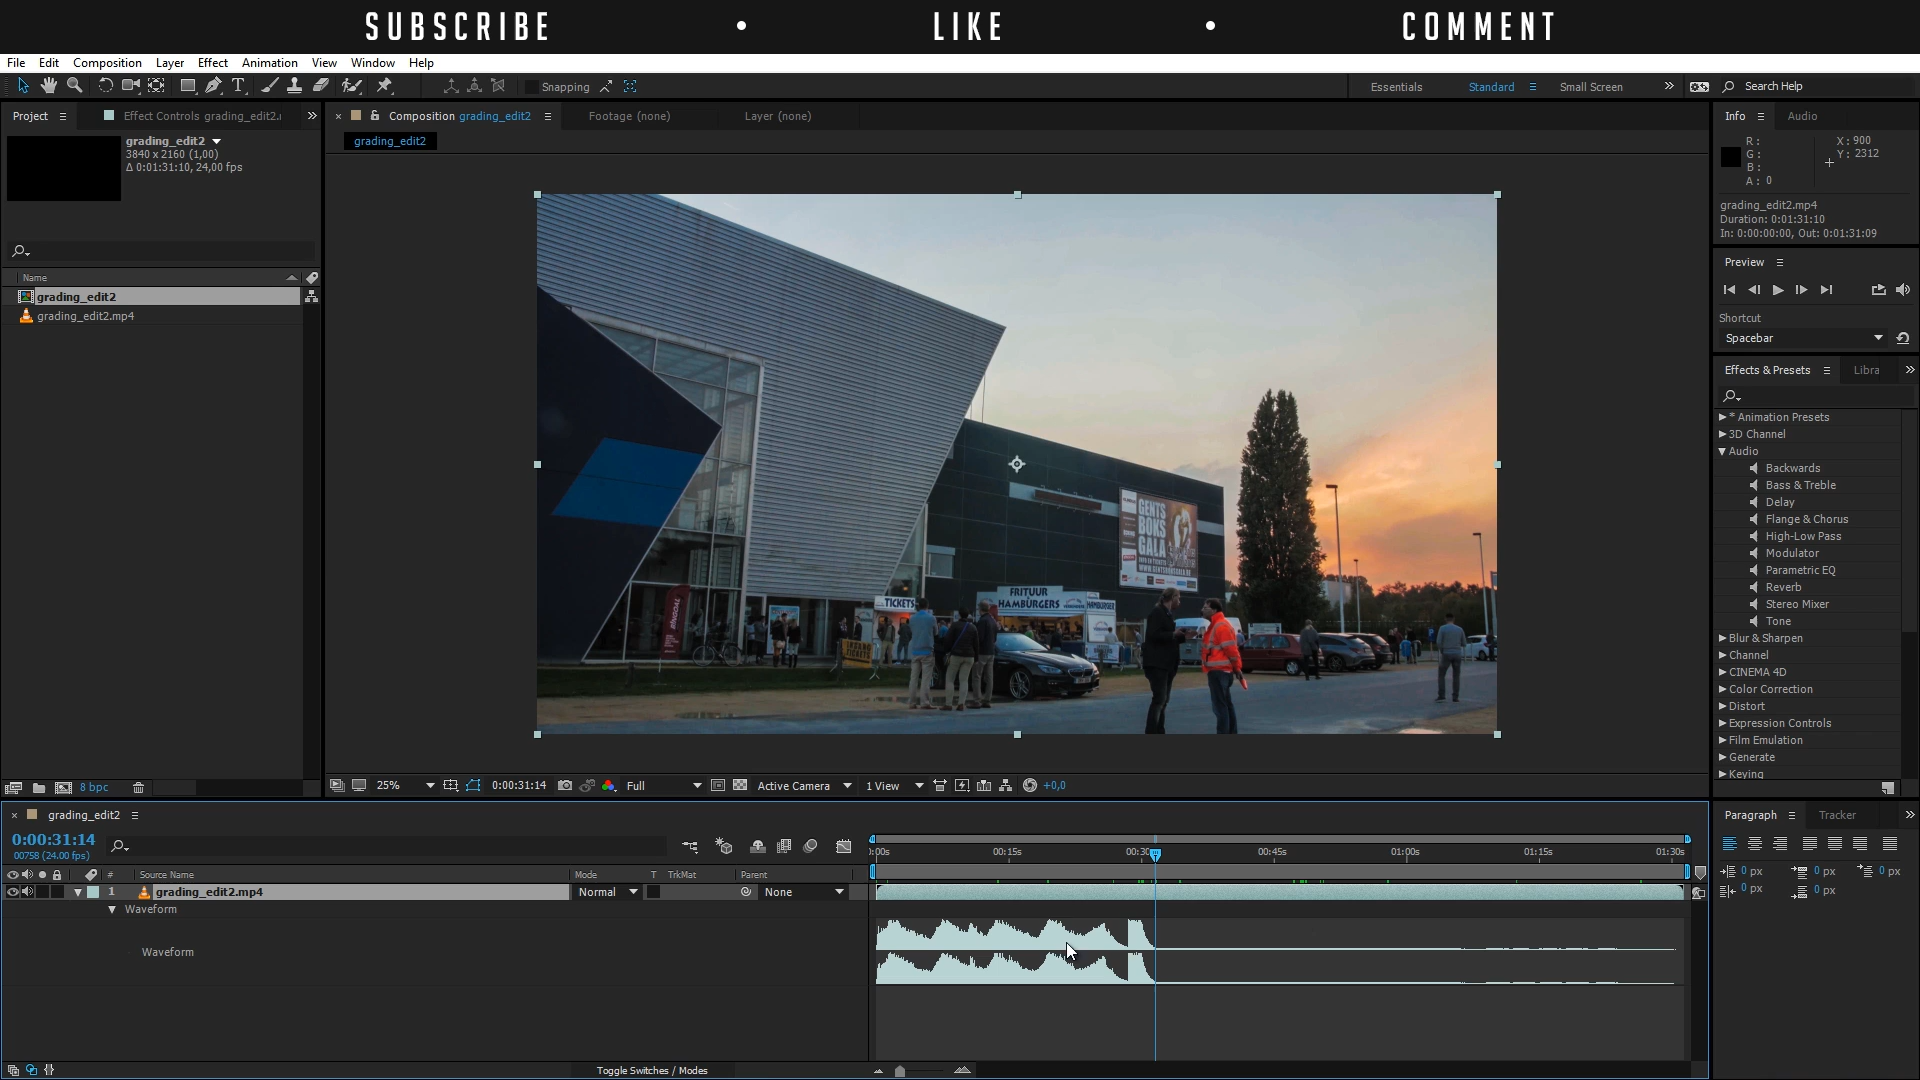 SUBSCRIBE • LIKE • COMMENT
File Edit Composition Layer Effect Animation View Window Help
Snapping
Essentials Standard Small Screen Search Help
Project
Effect Controls grading_edit2.
Composition grading_edit2
Footage (none)
Layer (none)
Info Audio
grading_edit2
3840 x 2160 (1,00)
Δ 0:01:31:10, 24,00 fps
grading_edit2
R :
G :
B :
A : 0
X : 900
Y : 2312
grading_edit2.mp4
Duration: 0:01:31:10
In: 0:00:00:00, Out: 0:01:31:09
Name
grading_edit2
grading_edit2.mp4
Preview
Shortcut
Spacebar
Effects & Presets Libra
* Animation Presets
3D Channel
Audio
Backwards
Bass & Treble
Delay
Flange & Chorus
High-Low Pass
Modulator
Parametric EQ
Reverb
Stereo Mixer
Tone
Blur & Sharpen
Channel
CINEMA 4D
Color Correction
Distort
Expression Controls
Film Emulation
Generate
Keying
GENTS
BOKS
GALA
TICKETS
FRITUUR
HAMBURGERS
HAMBURGER
8 bpc
25% 0:00:31:14 Full Active Camera 1 View +0,0
grading_edit2
0:00:31:14
00758 (24.00 fps)
:00s 00:15s 00:30 00:45s 01:00s 01:15s 01:30s
# Source Name Mode T TrkMat Parent
1 grading_edit2.mp4 Normal None
Waveform
Waveform
Toggle Switches / Modes
Paragraph Tracker
0 px 0 px 0 px
0 px 0 px